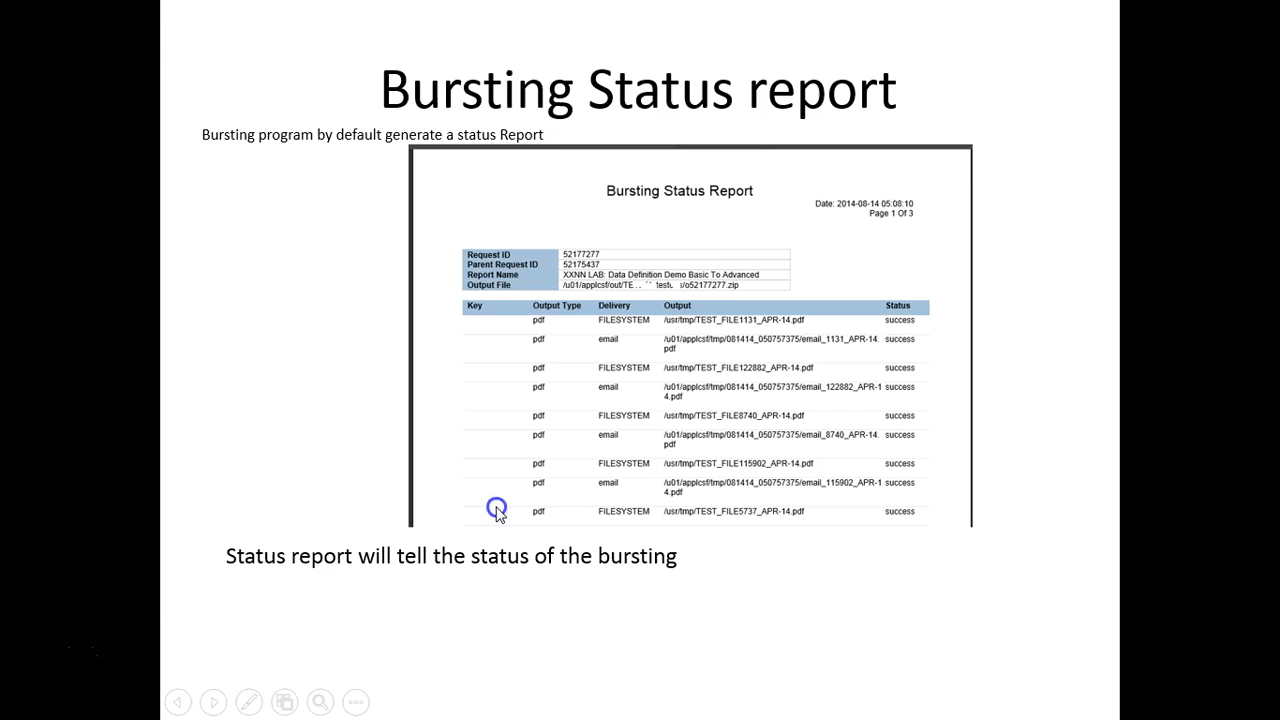 Bursting Status report
Bursting program by default generate a status Report
Bursting Status Report
Date: 2014-08-14 05:08:10
Page 1 Of 3
Request ID 52177277
Parent Request ID 52175437
Report Name XXNN LAB: Data Definition Demo Basic To Advanced
Output File /u01/applcsf/out/TE s/o52177277.zip
Key Output Type Delivery Output Status
pdf FILESYSTEM /usr/tmp/TEST_FILE1131_APR-14.pdf success
pdf email /u01/applcsf/tmp/081414_050757375/email_1131_APR-14. success
pdf
pdf FILESYSTEM /usr/tmp/TEST_FILE122882_APR-14.pdf success
pdf email /u01/applcsf/tmp/081414_050757375/email_122882_APR-1 success
4.pdf
pdf FILESYSTEM /usr/tmp/TEST_FILE8740_APR-14.pdf success
pdf email /u01/applcsf/tmp/081414_050757375/email_8740_APR-14. success
pdf
pdf FILESYSTEM /usr/tmp/TEST_FILE115902_APR-14.pdf success
pdf email /u01/applcsf/tmp/081414_050757375/email_115902_APR-1 success
4.pdf
pdf FILESYSTEM /usr/tmp/TEST_FILE5737_APR-14.pdf success
Status report will tell the status of the bursting